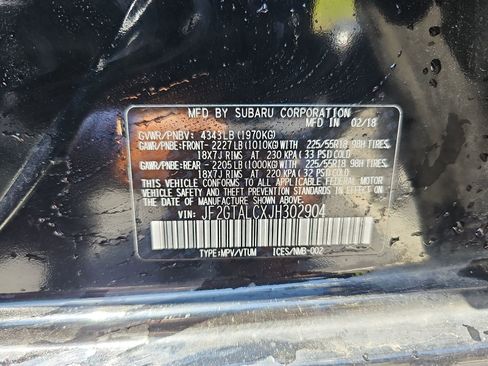 MFD BY SUBARU CORPORATION
GVWR/PNBV: 4343LB (1970KG) MFD IN 02/18
GAWR/PNBE:FRONT- 2227LB (1010KG) WITH 225/55R18 98H TIRES,
18X7J RIMS AT 230 KPA (33 PSI) COLD
GAWR/PNBE:REAR - 2205LB (1000KG) WITH 225/55R18 98H TIRES,
18X7J RIMS AT 220 KPA (32 PSI) COLD
THIS VEHICLE CONFORMS TO ALL APPLICABLE FEDERAL MOTOR
VEHICLE SAFETY AND THEFT PREVENTION STANDARDS IN EFFECT ON
THE DATE OF MANUFACTURE SHOWN ABOVE.
VIN: JF2GTALCXJH302904
TYPE:MPV/VTUM ICES/NMB-002